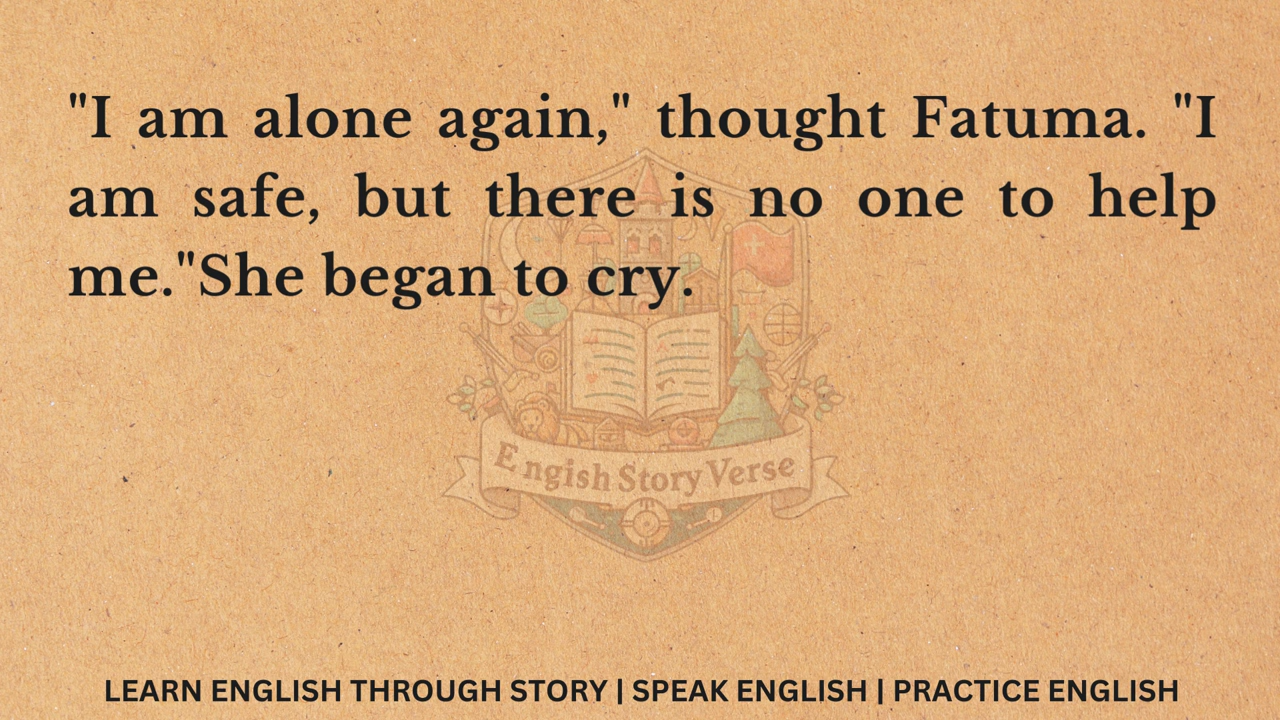 "I am alone again," thought Fatuma. "I
am safe, but there is no one to help
me."She began to cry.
Engish Story Verse
LEARN ENGLISH THROUGH STORY | SPEAK ENGLISH | PRACTICE ENGLISH